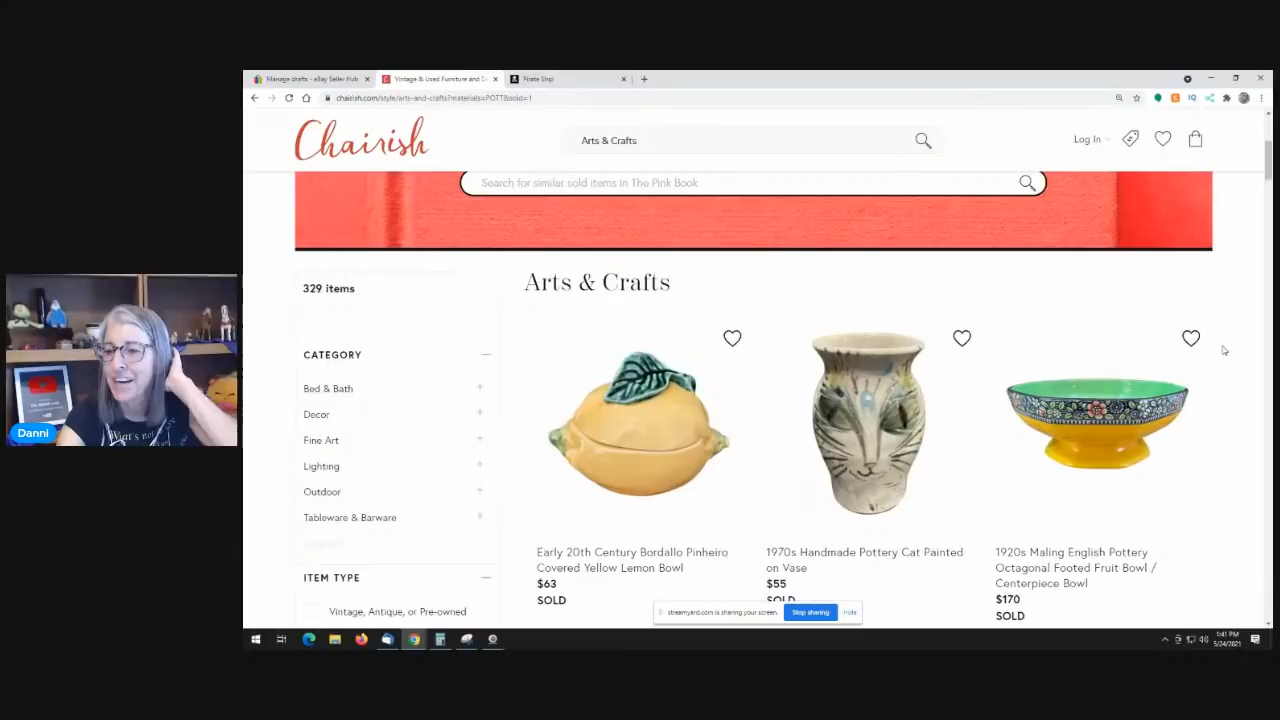 Manage drafts - eBay Seller Hub
Vintage & Used Furniture and D
Pirate Ship
chairish.com/style/arts-and-crafts?materials=POTT&sold=1
Chairish
Arts & Crafts
Log In
Search for similar sold items in The Pink Book
329 items
Arts & Crafts
CATEGORY
Bed & Bath
Decor
Fine Art
Lighting
Outdoor
Tableware & Barware
ITEM TYPE
Vintage, Antique, or Pre-owned
Early 20th Century Bordallo Pinheiro
Covered Yellow Lemon Bowl
$63
SOLD
1970s Handmade Pottery Cat Painted
on Vase
$55
SOLD
1920s Maling English Pottery
Octagonal Footed Fruit Bowl /
Centerpiece Bowl
$170
SOLD
streamyard.com is sharing your screen.
Stop sharing
Hide
1:41 PM
5/24/2021
Danni
What's not